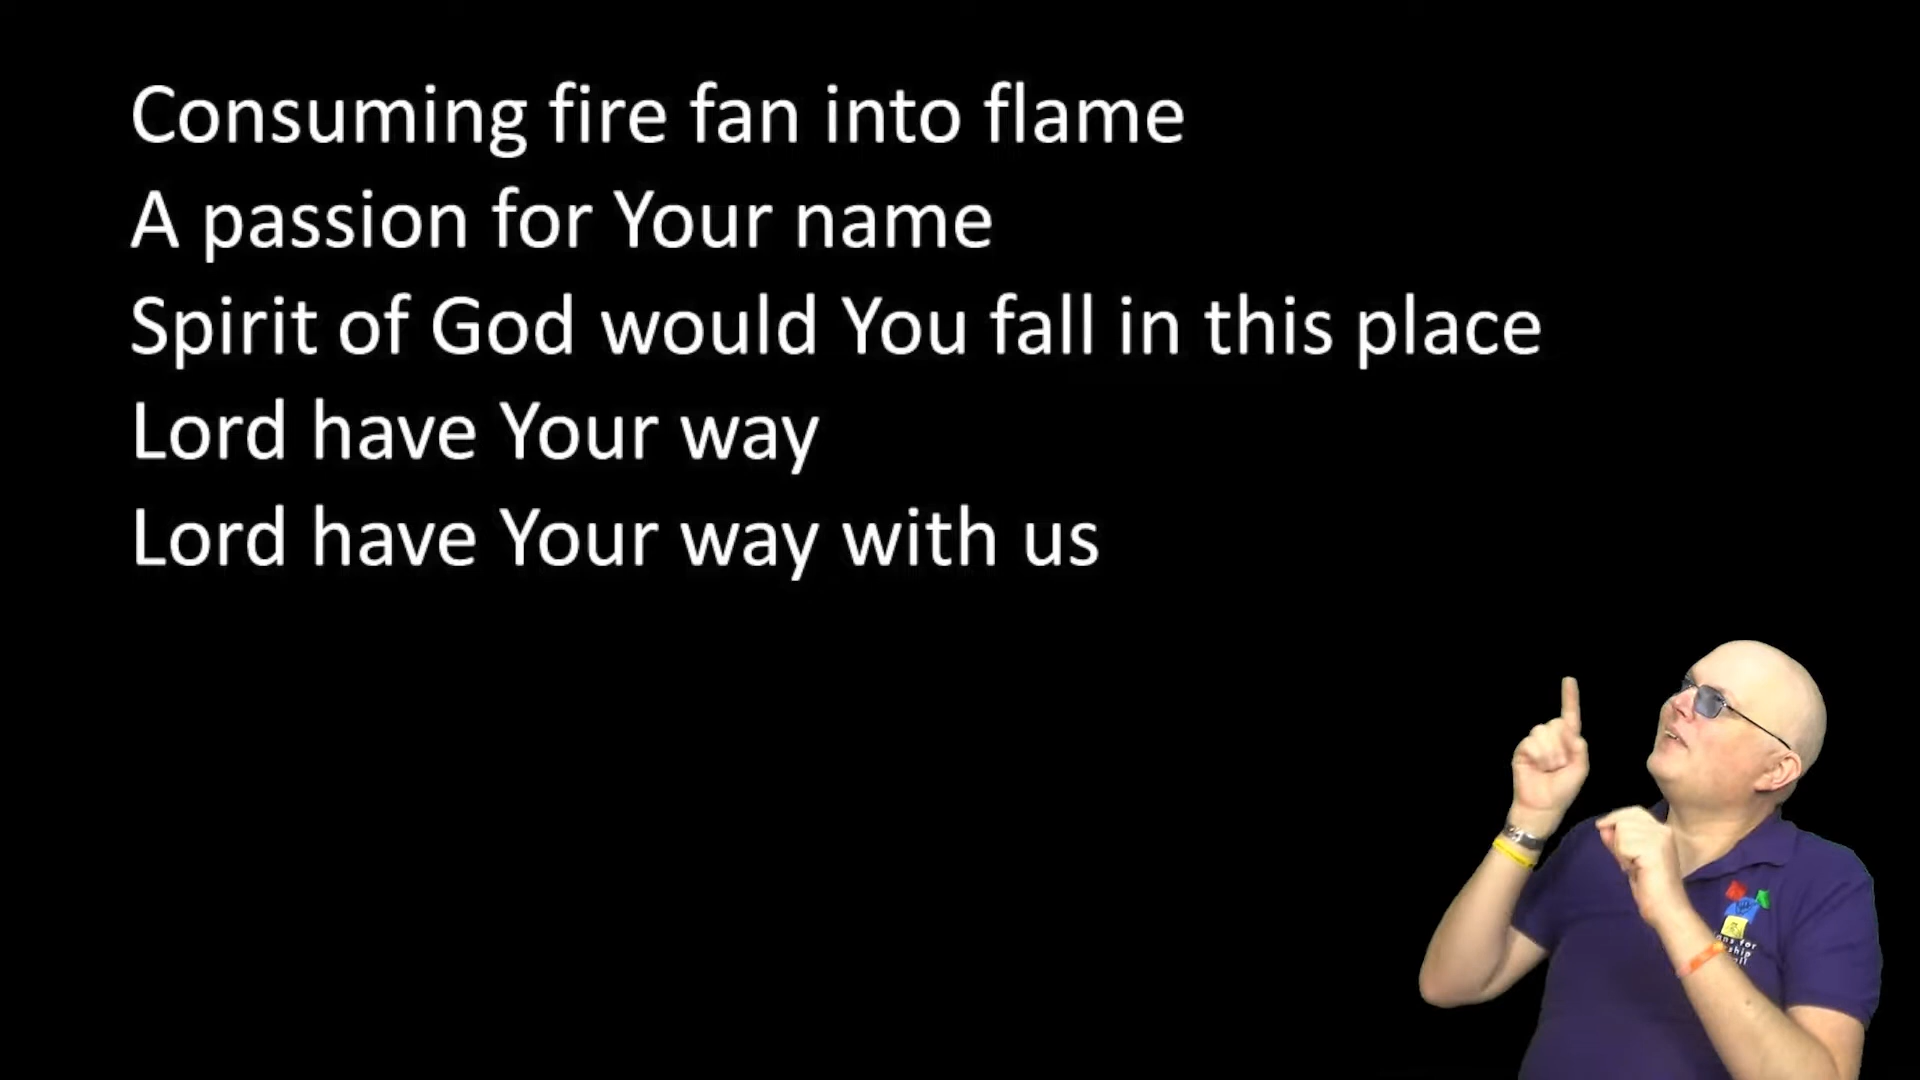 Consuming fire fan into flame
A passion for Your name
Spirit of God would You fall in this place
Lord have Your way
Lord have Your way with us
for